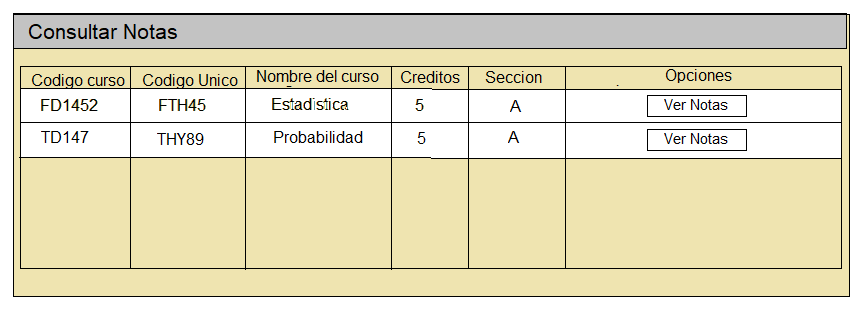 Consultar Notas
Codigo curso Codigo Unico Nombre del curso Creditos Seccion Opciones
FD1452 FTH45 Estadistica 5 A Ver Notas
TD147 THY89 Probabilidad 5 A Ver Notas